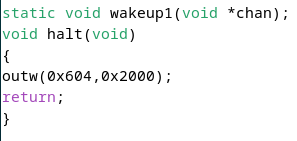 static void wakeup1(void *chan);
void halt(void)
{
outw(0x604,0x2000);
return;
}